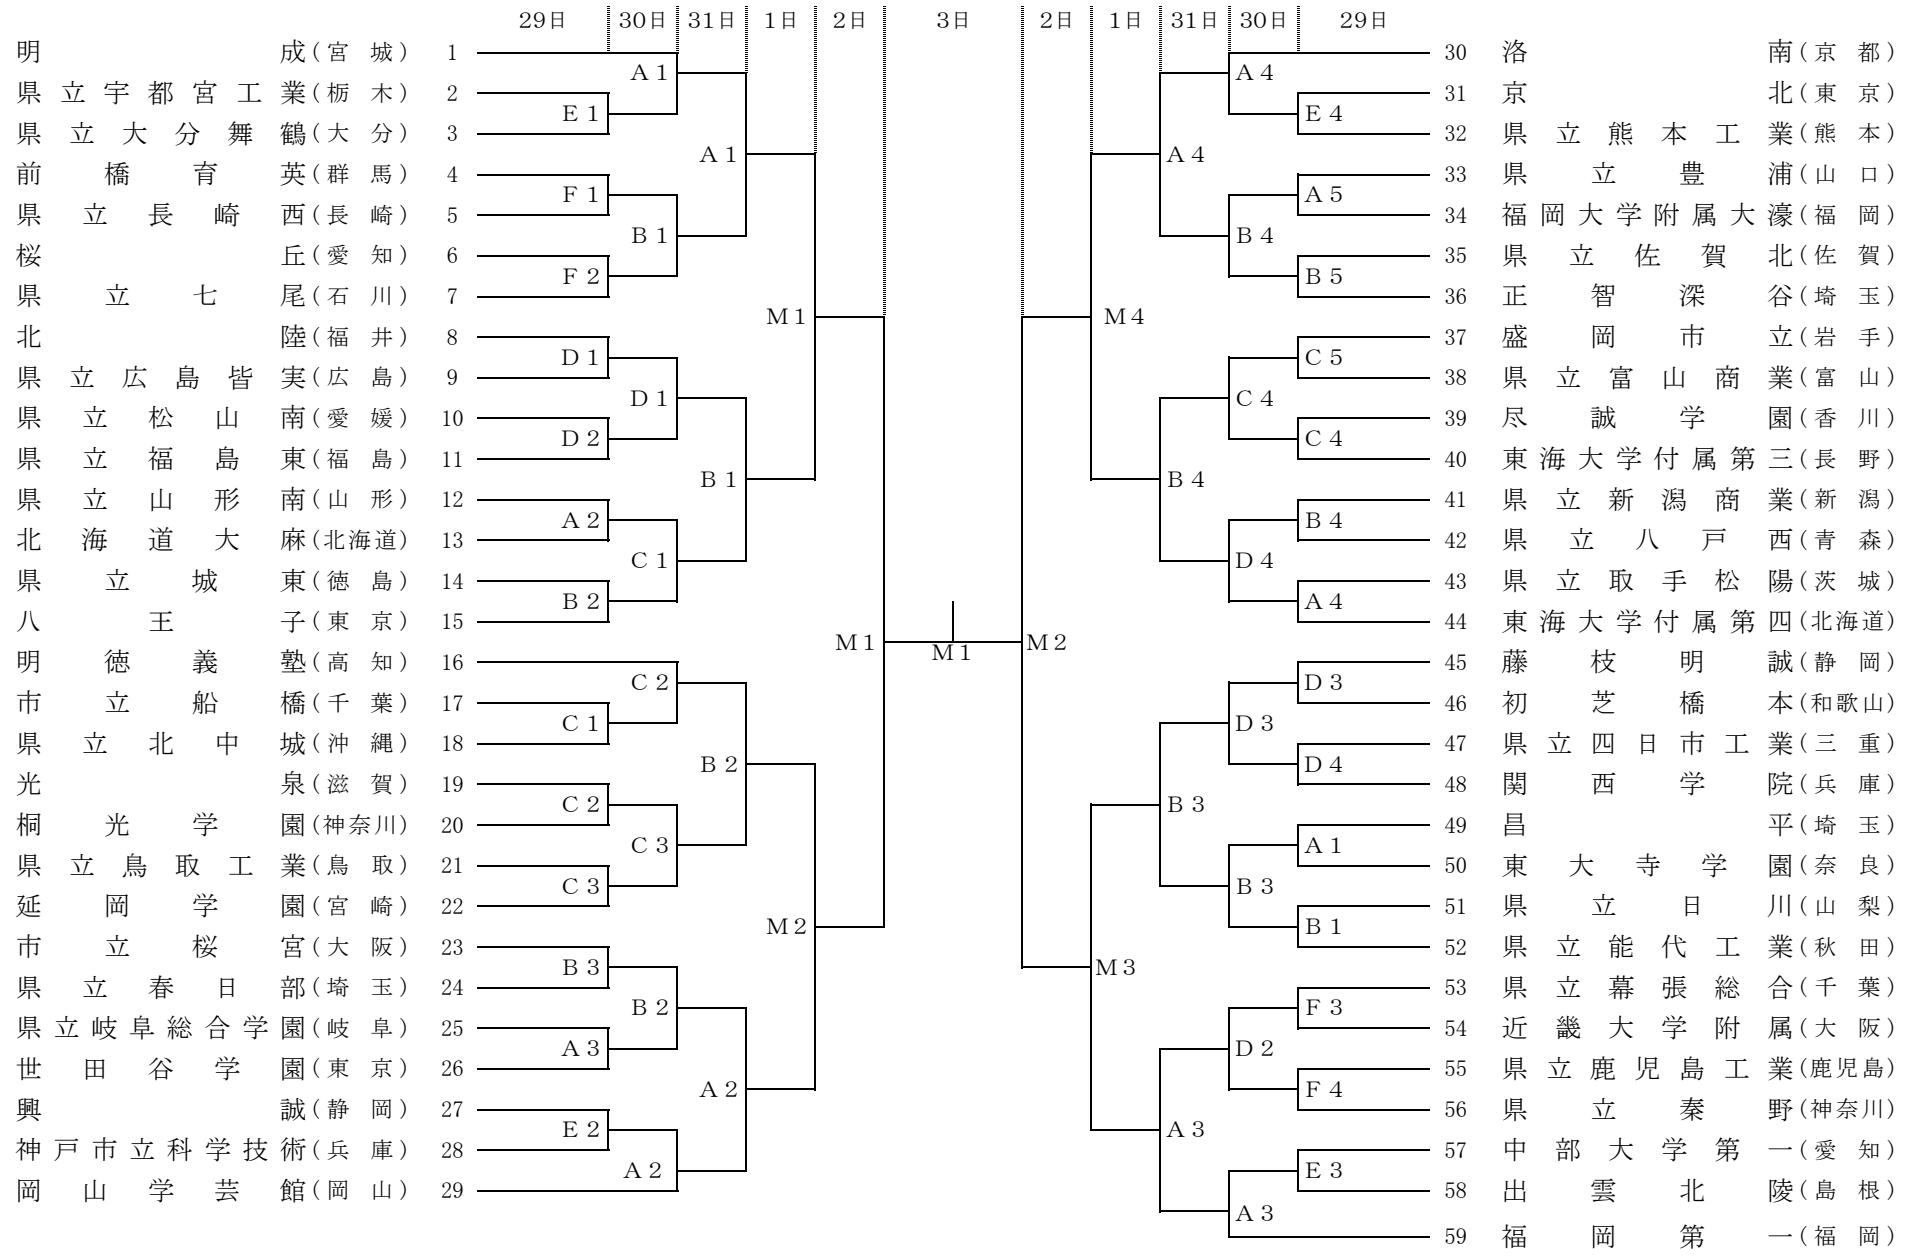 29日 30日 31日 1日 2日 3日 2日 1日 31日 30日 29日
明成(宮城) 1 30 洛南(京都)
A1 A4
県立宇都宮工業(栃木) 2 31 京北(東京)
E1 E4
県立大分舞鶴(大分) 3 32 県立熊本工業(熊本)
A1 A4
前橋育英(群馬) 4 33 県立豊浦(山口)
F1 A5
県立長崎西(長崎) 5 34 福岡大学附属大濠(福岡)
B1 B4
桜丘(愛知) 6 35 県立佐賀北(佐賀)
F2 B5
県立七尾(石川) 7 36 正智深谷(埼玉)
M1 M4
北陸(福井) 8 37 盛岡市立(岩手)
D1 C5
県立広島皆実(広島) 9 38 県立富山商業(富山)
D1 C4
県立松山南(愛媛) 10 39 尽誠学園(香川)
D2 C4
県立福島東(福島) 11 40 東海大学付属第三(長野)
B1 B4
県立山形南(山形) 12 41 県立新潟商業(新潟)
A2 B4
北海道大麻(北海道) 13 42 県立八戸西(青森)
C1 D4
県立城東(徳島) 14 43 県立取手松陽(茨城)
B2 A4
八王子(東京) 15 44 東海大学付属第四(北海道)
M1 M1 M2
明徳義塾(高知) 16 45 藤枝明誠(静岡)
C2 D3
市立船橋(千葉) 17 46 初芝橋本(和歌山)
C1 D3
県立北中城(沖縄) 18 47 県立四日市工業(三重)
B2 D4
光泉(滋賀) 19 48 関西学院(兵庫)
C2 B3
桐光学園(神奈川) 20 49 昌平(埼玉)
C3 A1
県立鳥取工業(鳥取) 21 50 東大寺学園(奈良)
C3 B3
延岡学園(宮崎) 22 51 県立日川(山梨)
M2 B1
市立桜宮(大阪) 23 52 県立能代工業(秋田)
B3 M3
県立春日部(埼玉) 24 53 県立幕張総合(千葉)
B2 F3
県立岐阜総合学園(岐阜) 25 54 近畿大学附属(大阪)
A3 D2
世田谷学園(東京) 26 55 県立鹿児島工業(鹿児島)
A2 F4
興誠(静岡) 27 56 県立秦野(神奈川)
E2 A3
神戸市立科学技術(兵庫) 28 57 中部大学第一(愛知)
A2 E3
岡山学芸館(岡山) 29 58 出雲北陵(島根)
A3
59 福岡第一(福岡)